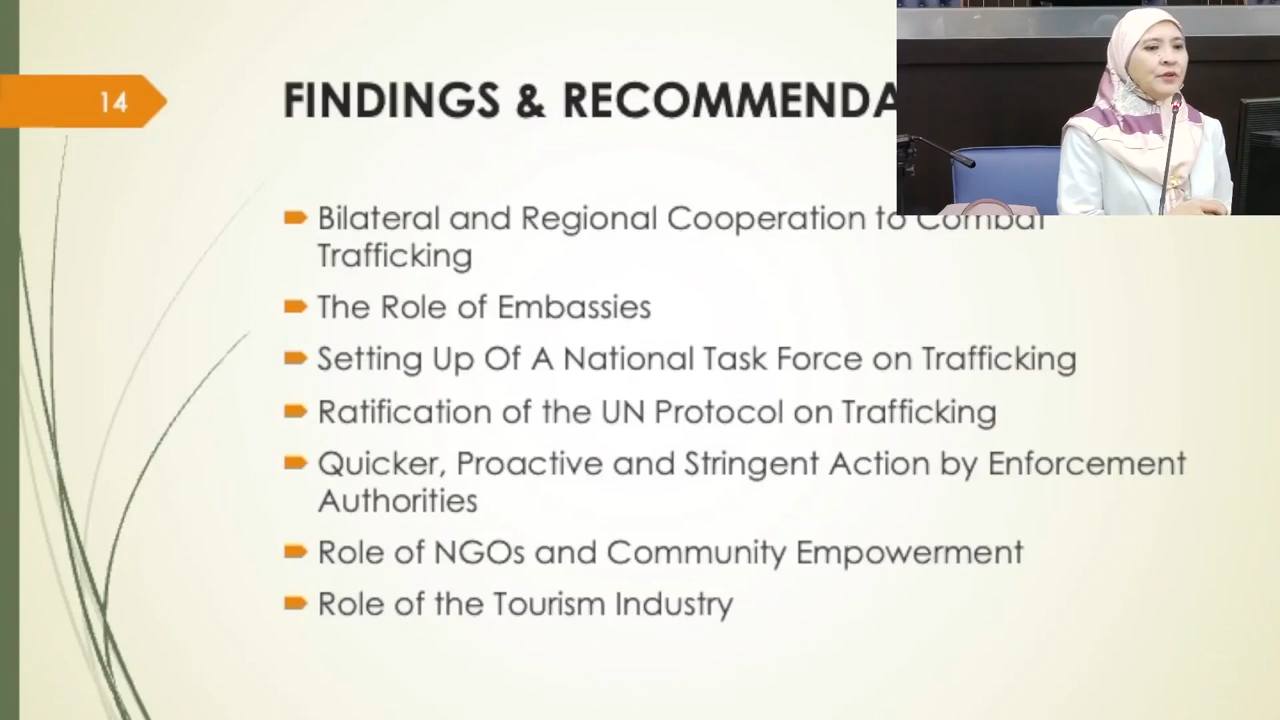 14
FINDINGS & RECOMMENDA
Bilateral and Regional Cooperation to Combat
Trafficking
The Role of Embassies
Setting Up Of A National Task Force on Trafficking
Ratification of the UN Protocol on Trafficking
Quicker, Proactive and Stringent Action by Enforcement
Authorities
Role of NGOs and Community Empowerment
Role of the Tourism Industry